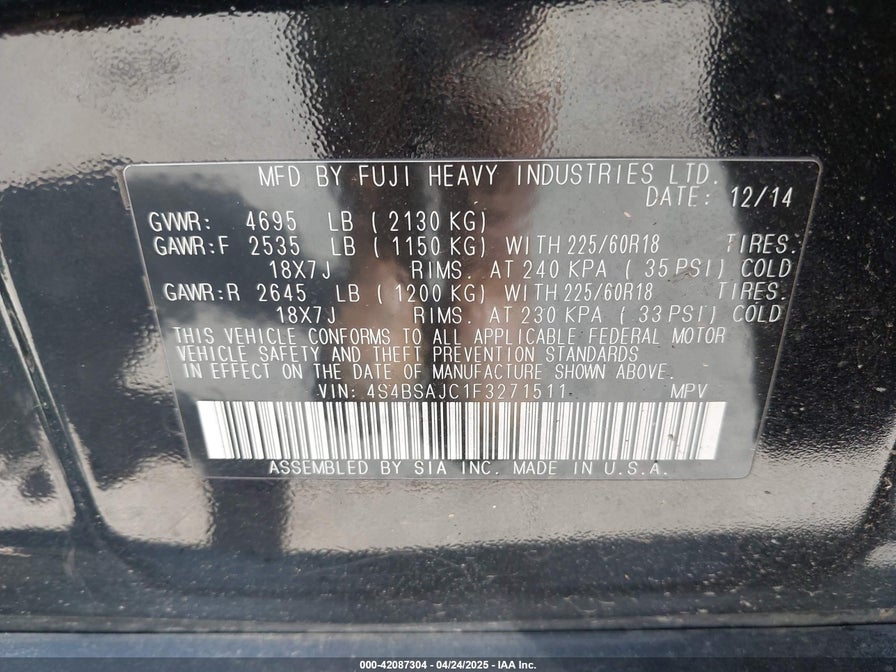 MFD BY FUJI HEAVY INDUSTRIES LTD.
DATE: 12/14
GVWR: 4695 LB ( 2130 KG)
GAWR:F 2535 LB ( 1150 KG) WITH 225/60R18 TIRES.
18X7J RIMS. AT 240 KPA ( 35 PSI) COLD
GAWR:R 2645 LB ( 1200 KG) WITH 225/60R18 TIRES.
18X7J RIMS. AT 230 KPA ( 33 PSI) COLD
THIS VEHICLE CONFORMS TO ALL APPLICABLE FEDERAL MOTOR
VEHICLE SAFETY AND THEFT PREVENTION STANDARDS
IN EFFECT ON THE DATE OF MANUFACTURE SHOWN ABOVE.
VIN: 4S4BSAJC1F3271511 MPV
ASSEMBLED BY SIA INC. MADE IN U.S.A.
000-42087304 - 04/24/2025 - IAA Inc.